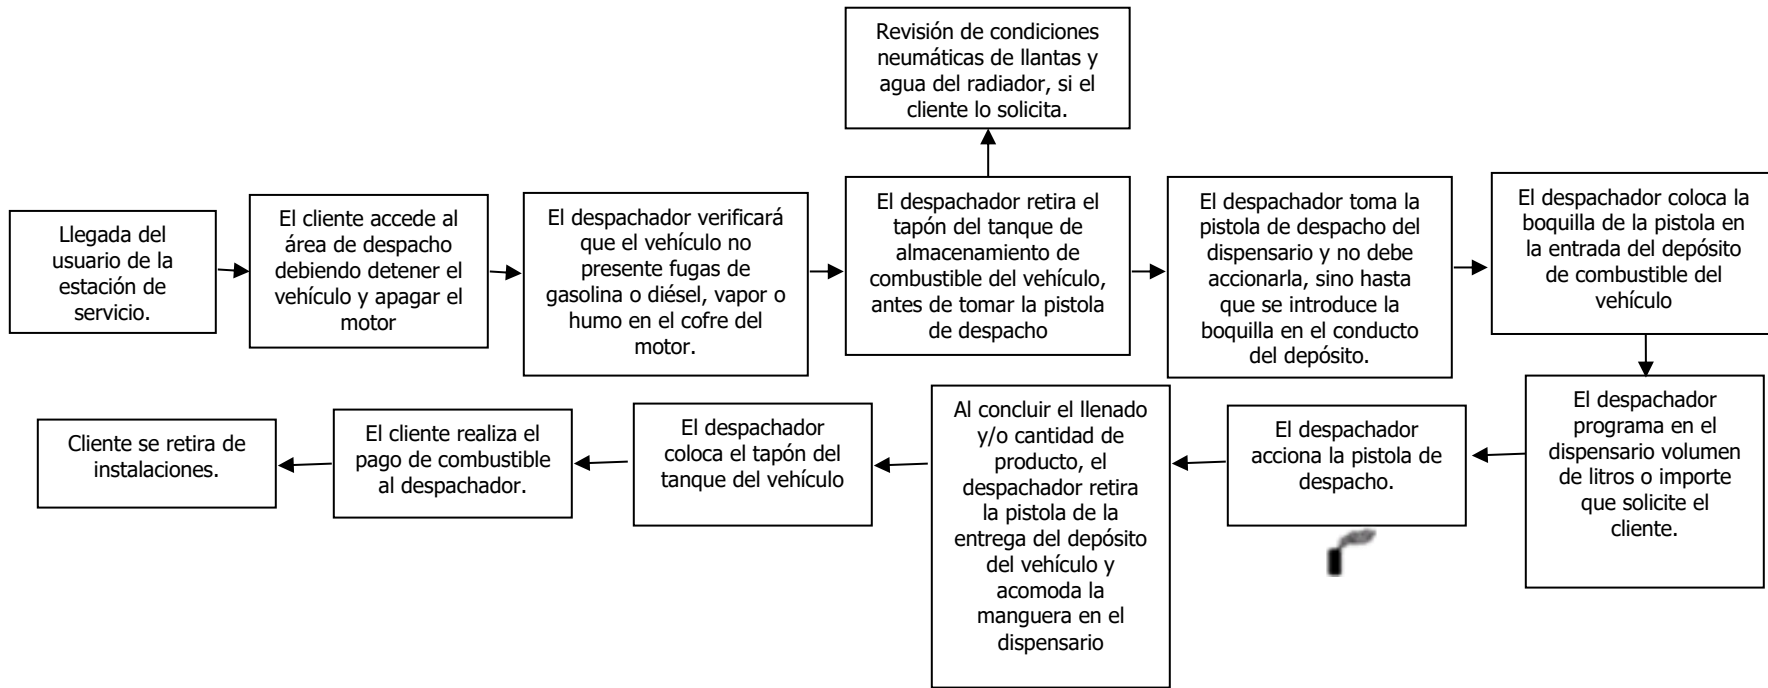 Revisión de condiciones
neumáticas de llantas y
agua del radiador, si el
cliente lo solicita.
Llegada del
usuario de la
estación de
servicio.
El cliente accede al
área de despacho
debiendo detener el
vehículo y apagar el
motor
El despachador verificará
que el vehículo no
presente fugas de
gasolina o diésel, vapor o
humo en el cofre del
motor.
El despachador retira el
tapón del tanque de
almacenamiento de
combustible del vehículo,
antes de tomar la pistola
de despacho
El despachador toma la
pistola de despacho del
dispensario y no debe
accionarla, sino hasta
que se introduce la
boquilla en el conducto
del depósito.
El despachador coloca la
boquilla de la pistola en
la entrada del depósito
de combustible del
vehículo
El despachador
programa en el
dispensario volumen
de litros o importe
que solicite el
cliente.
El despachador
acciona la pistola de
despacho.
Al concluir el llenado
y/o cantidad de
producto, el
despachador retira
la pistola de la
entrega del depósito
del vehículo y
acomoda la
manguera en el
dispensario
El despachador
coloca el tapón del
tanque del vehículo
El cliente realiza el
pago de combustible
al despachador.
Cliente se retira de
instalaciones.